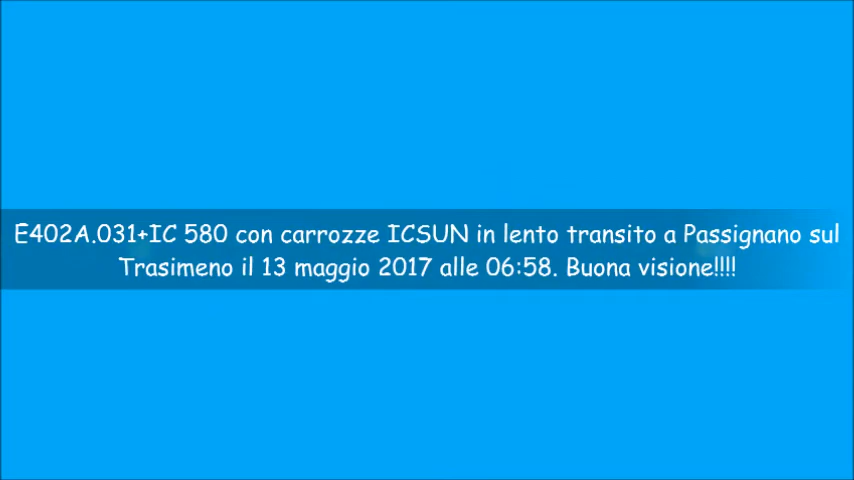 E402A.031+IC 580 con carrozze ICSUN in lento transito a Passignano sul
Trasimeno il 13 maggio 2017 alle 06:58. Buona visione!!!!